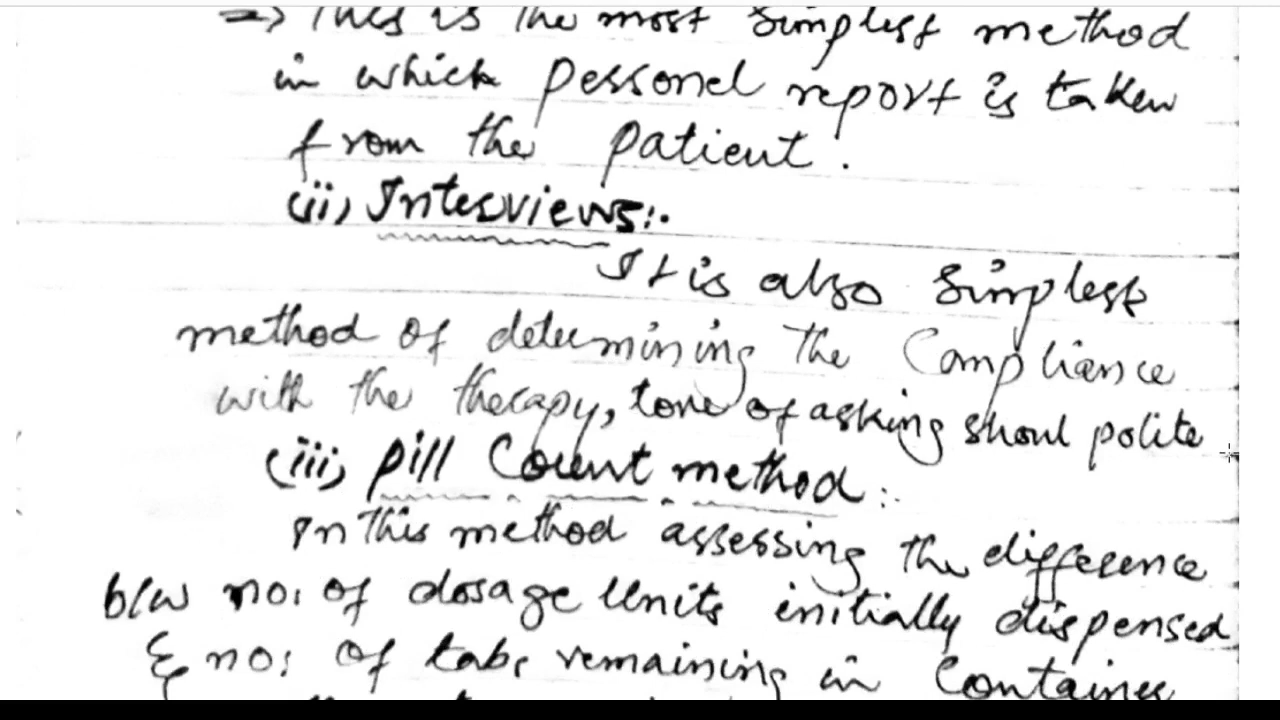 => This is the most simplest method
in which personel report is taken
from the patient.
(ii) Interviews:-
It is also simplest
method of determining the Compliance
with the therapy, tone of asking shoul polite
(iii) pill Count method:
In this method assessing the difference
b/w no: of dosage Units initially dispensed
& no: of tabs remaining in Container